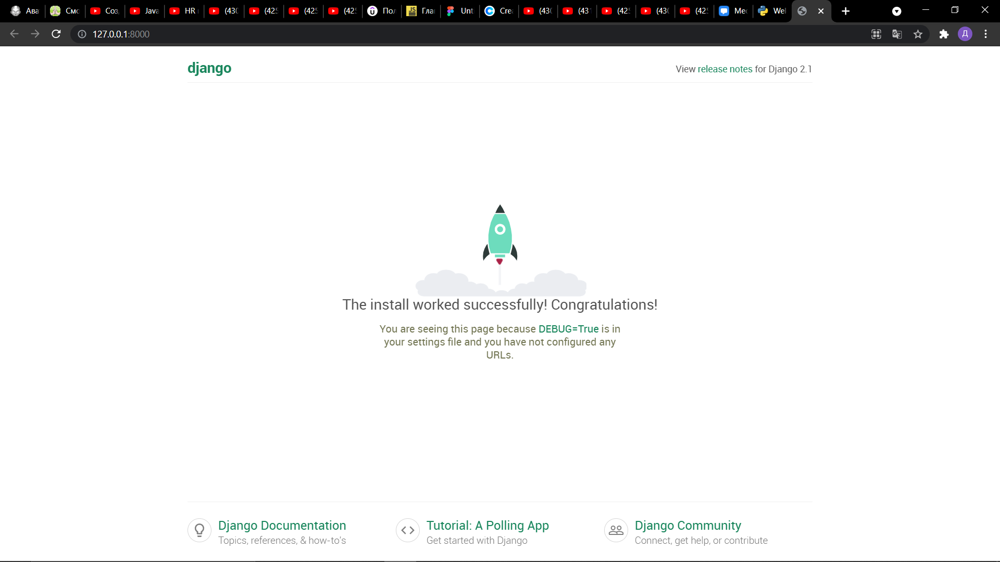 Ава
Смо
Соз
Java
HR
(430
(425
(425
(425
Пол
Гла
Unt
Crea
(430
(431
(425
(430
(425
Мес
Wel
127.0.0.1:8000
Д
django
View release notes for Django 2.1
The install worked successfully! Congratulations!
You are seeing this page because DEBUG=True is in
your settings file and you have not configured any
URLs.
Django Documentation
Topics, references, & how-to's
Tutorial: A Polling App
Get started with Django
Django Community
Connect, get help, or contribute